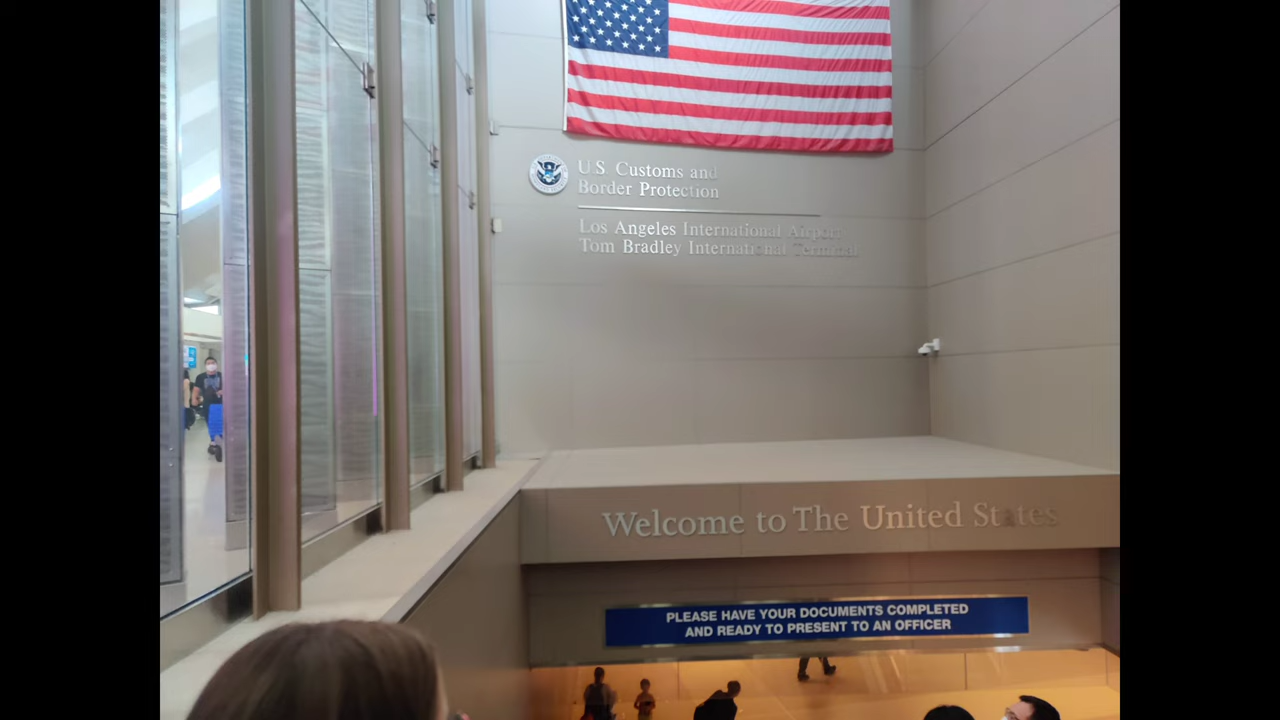 U.S. Customs and
Border Protection
Los Angeles International Airport
Tom Bradley International Terminal
Welcome to The United States
PLEASE HAVE YOUR DOCUMENTS COMPLETED
AND READY TO PRESENT TO AN OFFICER